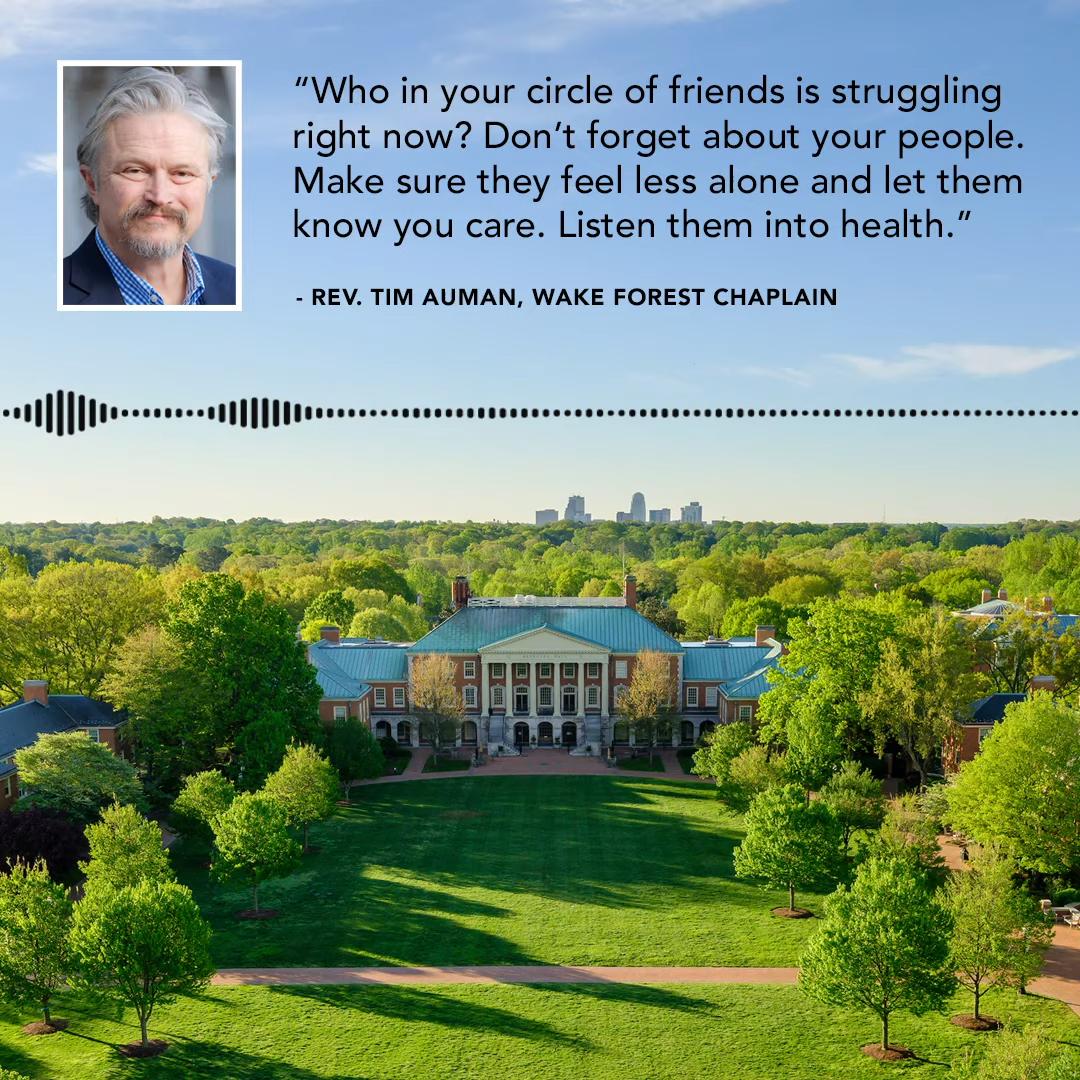 “Who in your circle of friends is struggling
right now? Don’t forget about your people.
Make sure they feel less alone and let them
know you care. Listen them into health.”
- REV. TIM AUMAN, WAKE FOREST CHAPLAIN